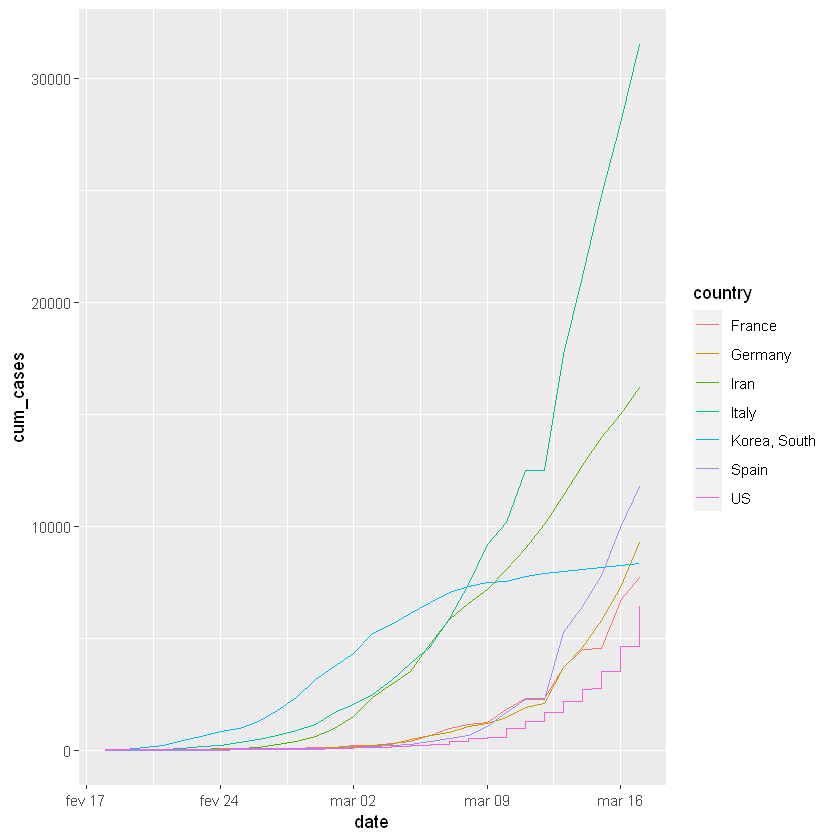 30000
20000
10000
0
cum_cases
fev 17
fev 24
mar 02
mar 09
mar 16
date
country
France
Germany
Iran
Italy
Korea, South
Spain
US